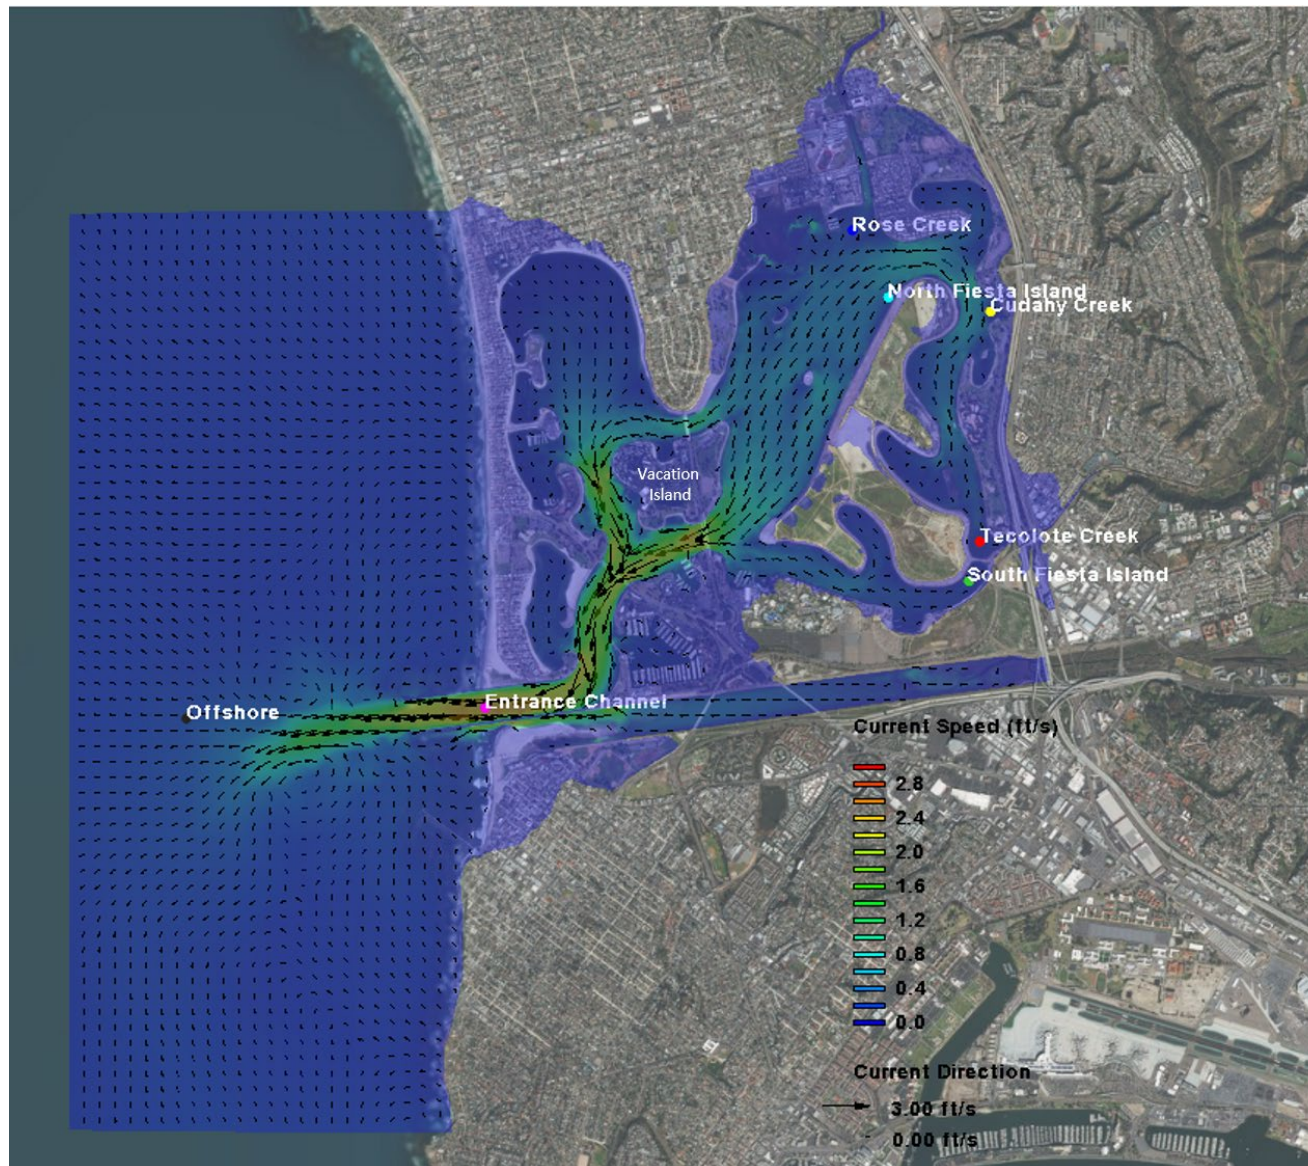 Rose Creek
North Fiesta Island
Cudahy Creek
Vacation
Island
Tecolote Creek
South Fiesta Island
Entrance Channel
Offshore
Current Speed (ft/s)
2.8
2.4
2.0
1.6
1.2
0.8
0.4
0.0
Current Direction
3.00 ft/s
0.00 ft/s